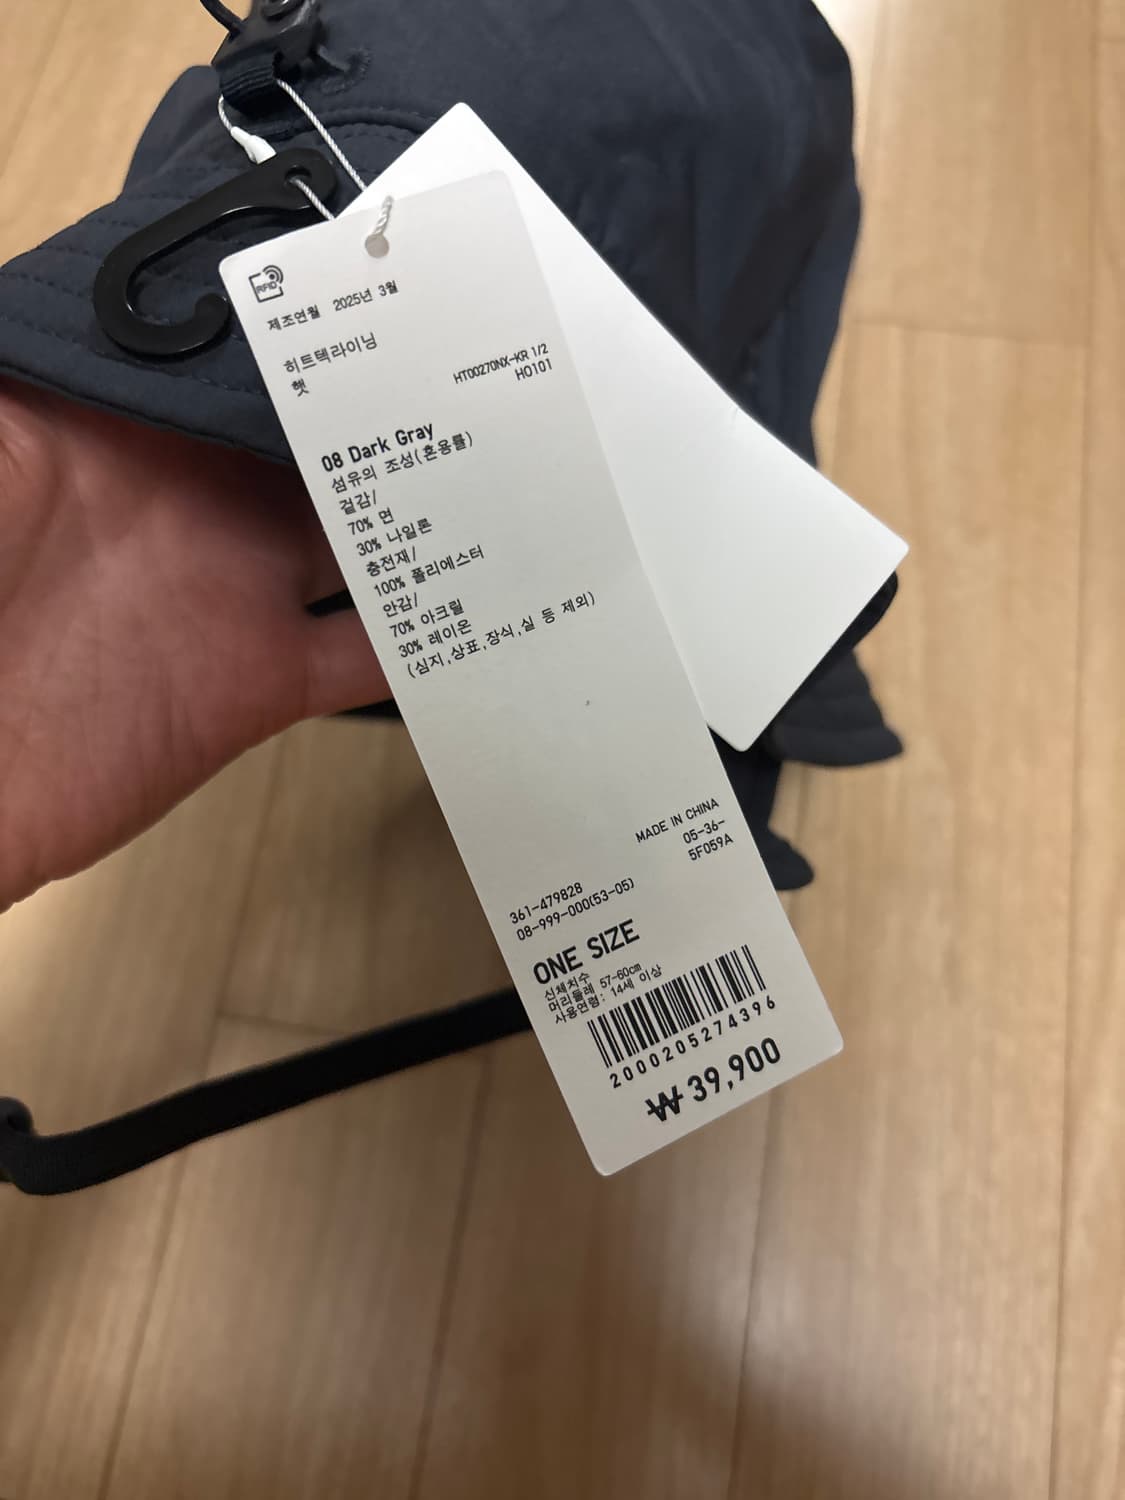 RFID
제조연월 2025년 3월
히트텍라이닝
햇
HT00270NX-KR 1/2
H0101
08 Dark Gray
섬유의 조성(혼용률)
겉감/
70% 면
30% 나일론
충전재/
100% 폴리에스터
안감/
70% 아크릴
30% 레이온
(심지,상표,장식,실 등 제외)
MADE IN CHINA
05-36-
5F059A
361-479828
08-999-000(53-05)
ONE SIZE
신체치수
머리둘레 57-60cm
사용연령: 14세 이상
2000205274396
₩39,900